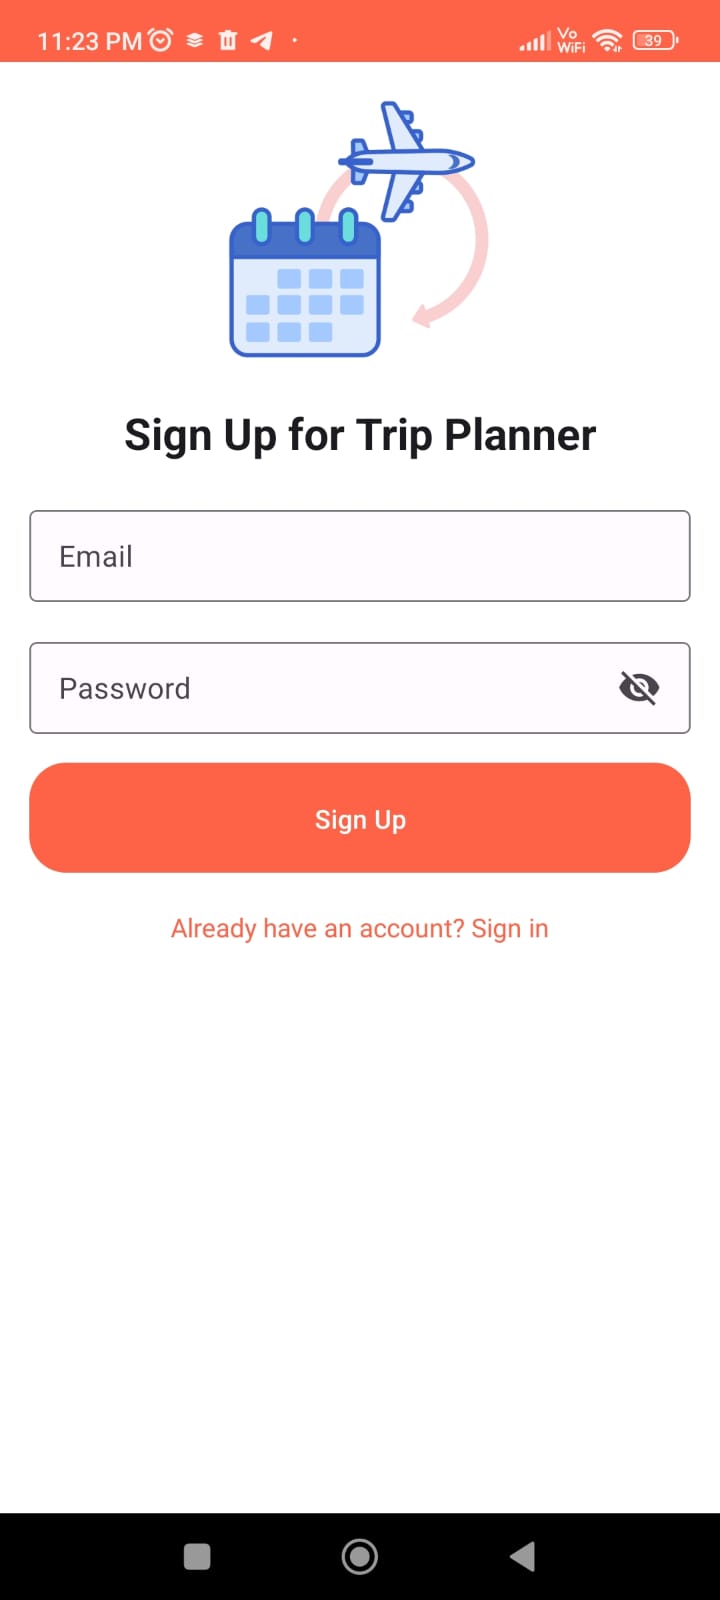 11:23 PM
Vo
WiFi
39
Sign Up for Trip Planner
Email
Password
Sign Up
Already have an account? Sign in